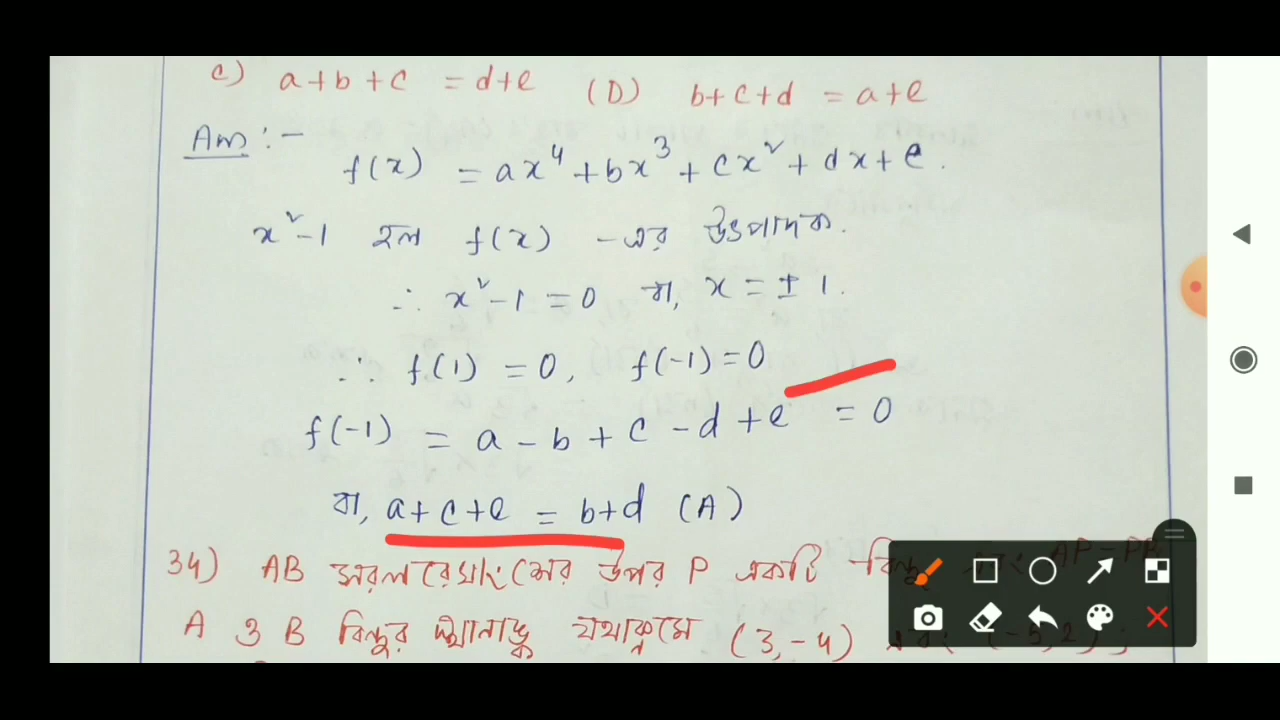 c) a+b+c = d+e (D) b+c+d = a+e
Ans :-
f(x) = ax⁴ + bx³ + cx² + dx + e.
x²-1 হল f(x) -এর উৎপাদক.
∴ x²-1 = 0 বা, x = ± 1.
∴ f(1) = 0, f(-1) = 0
f(-1) = a - b + c - d + e = 0
বা, a+c+e = b+d (A)
34) AB সরলরেখাংশের উপর P একটি বিন্দু
A ও B বিন্দুর স্থানাঙ্ক যথাক্রমে (3,-4)